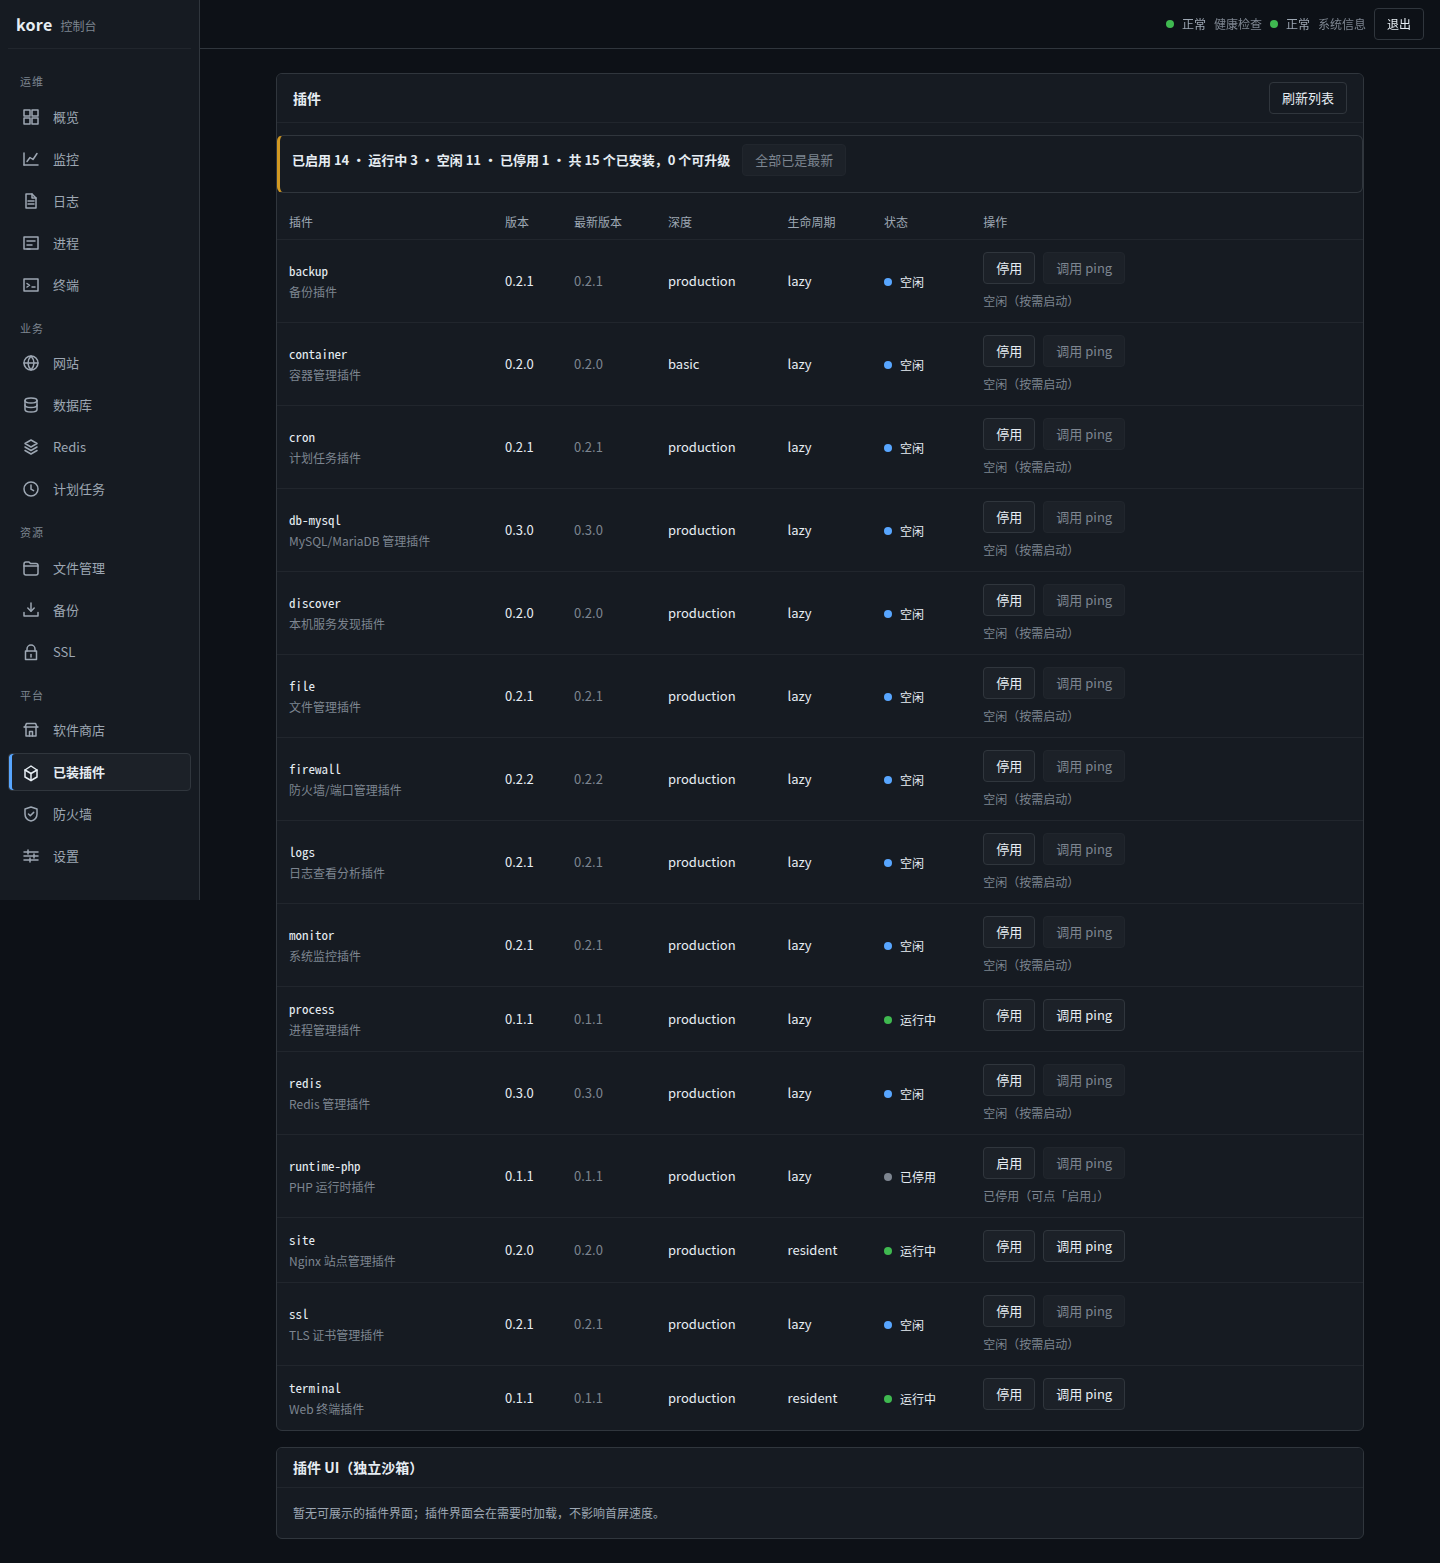 kore 控制台
正常 健康检查 正常 系统信息 退出
运维
概览
监控
日志
进程
终端
业务
网站
数据库
Redis
计划任务
资源
文件管理
备份
SSL
平台
软件商店
已装插件
防火墙
设置
插件 刷新列表
已启用 14 · 运行中 3 · 空闲 11 · 已停用 1 · 共 15 个已安装，0 个可升级 全部已是最新
插件 版本 最新版本 深度 生命周期 状态 操作
backup
备份插件
0.2.1 0.2.1 production lazy 空闲 停用 调用 ping
空闲（按需启动）
container
容器管理插件
0.2.0 0.2.0 basic lazy 空闲 停用 调用 ping
空闲（按需启动）
cron
计划任务插件
0.2.1 0.2.1 production lazy 空闲 停用 调用 ping
空闲（按需启动）
db-mysql
MySQL/MariaDB 管理插件
0.3.0 0.3.0 production lazy 空闲 停用 调用 ping
空闲（按需启动）
discover
本机服务发现插件
0.2.0 0.2.0 production lazy 空闲 停用 调用 ping
空闲（按需启动）
file
文件管理插件
0.2.1 0.2.1 production lazy 空闲 停用 调用 ping
空闲（按需启动）
firewall
防火墙/端口管理插件
0.2.2 0.2.2 production lazy 空闲 停用 调用 ping
空闲（按需启动）
logs
日志查看分析插件
0.2.1 0.2.1 production lazy 空闲 停用 调用 ping
空闲（按需启动）
monitor
系统监控插件
0.2.1 0.2.1 production lazy 空闲 停用 调用 ping
空闲（按需启动）
process
进程管理插件
0.1.1 0.1.1 production lazy 运行中 停用 调用 ping
redis
Redis 管理插件
0.3.0 0.3.0 production lazy 空闲 停用 调用 ping
空闲（按需启动）
runtime-php
PHP 运行时插件
0.1.1 0.1.1 production lazy 已停用 启用 调用 ping
已停用（可点「启用」）
site
Nginx 站点管理插件
0.2.0 0.2.0 production resident 运行中 停用 调用 ping
ssl
TLS 证书管理插件
0.2.1 0.2.1 production lazy 空闲 停用 调用 ping
空闲（按需启动）
terminal
Web 终端插件
0.1.1 0.1.1 production resident 运行中 停用 调用 ping
插件 UI（独立沙箱）
暂无可展示的插件界面；插件界面会在需要时加载，不影响首屏速度。